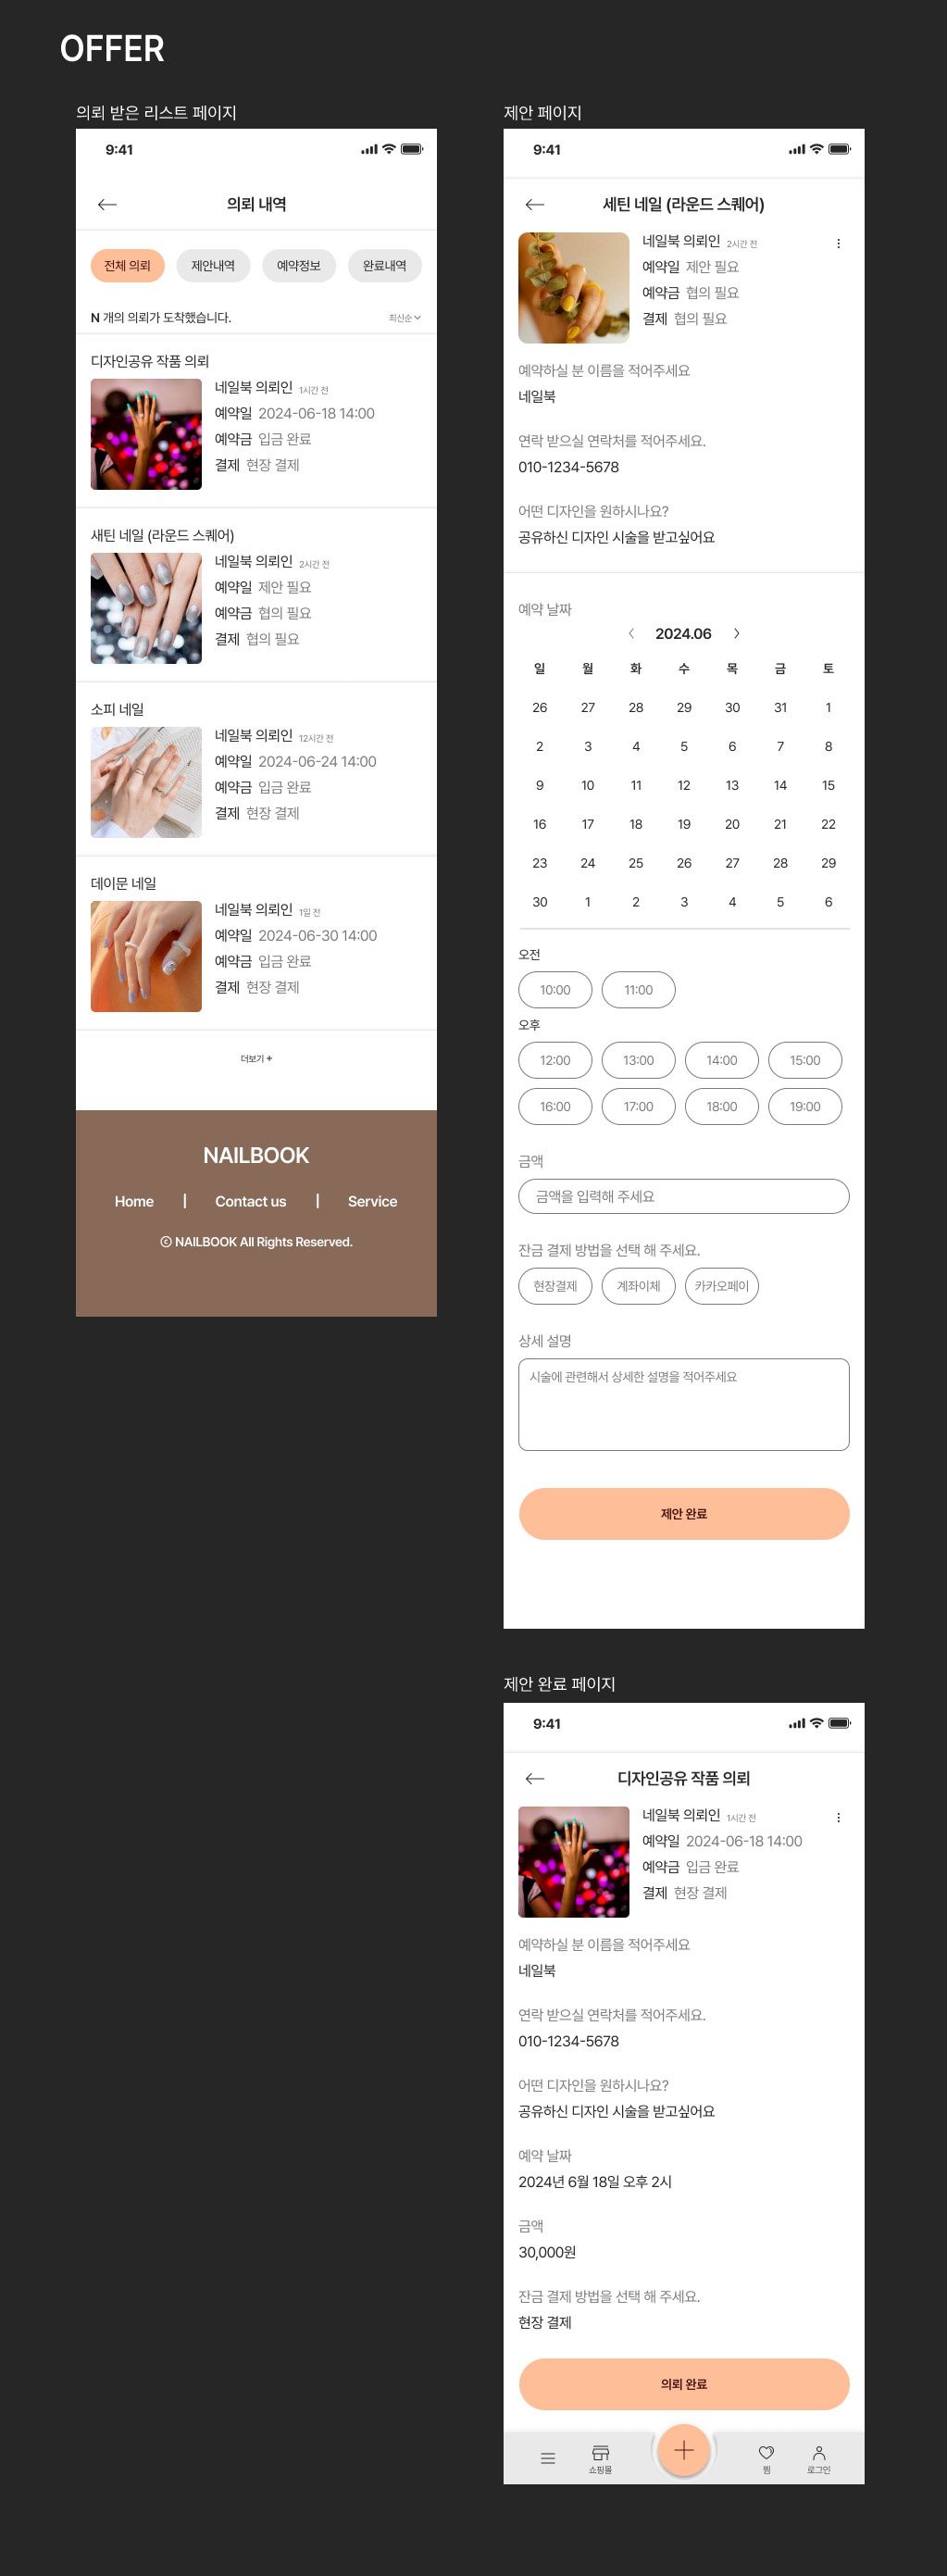 OFFER
의뢰 받은 리스트 페이지
9:41
의뢰 내역
전체 의뢰 제안내역 예약정보 완료내역
N 개의 의뢰가 도착했습니다. 최신순
디자인공유 작품 의뢰
네일북 의뢰인 1시간 전
예약일 2024-06-18 14:00
예약금 입금 완료
결제 현장 결제
새틴 네일 (라운드 스퀘어)
네일북 의뢰인 2시간 전
예약일 제안 필요
예약금 협의 필요
결제 협의 필요
소피 네일
네일북 의뢰인 12시간 전
예약일 2024-06-24 14:00
예약금 입금 완료
결제 현장 결제
데이문 네일
네일북 의뢰인 1일 전
예약일 2024-06-30 14:00
예약금 입금 완료
결제 현장 결제
더보기 +
NAILBOOK
Home | Contact us | Service
ⓒ NAILBOOK All Rights Reserved.
제안 페이지
9:41
세틴 네일 (라운드 스퀘어)
네일북 의뢰인 2시간 전
예약일 제안 필요
예약금 협의 필요
결제 협의 필요
예약하실 분 이름을 적어주세요
네일북
연락 받으실 연락처를 적어주세요.
010-1234-5678
어떤 디자인을 원하시나요?
공유하신 디자인 시술을 받고싶어요
예약 날짜
2024.06
일 월 화 수 목 금 토
26 27 28 29 30 31 1
2 3 4 5 6 7 8
9 10 11 12 13 14 15
16 17 18 19 20 21 22
23 24 25 26 27 28 29
30 1 2 3 4 5 6
오전
10:00 11:00
오후
12:00 13:00 14:00 15:00
16:00 17:00 18:00 19:00
금액
금액을 입력해 주세요
잔금 결제 방법을 선택 해 주세요.
현장결제 계좌이체 카카오페이
상세 설명
시술에 관련해서 상세한 설명을 적어주세요
제안 완료
제안 완료 페이지
9:41
디자인공유 작품 의뢰
네일북 의뢰인 1시간 전
예약일 2024-06-18 14:00
예약금 입금 완료
결제 현장 결제
예약하실 분 이름을 적어주세요
네일북
연락 받으실 연락처를 적어주세요.
010-1234-5678
어떤 디자인을 원하시나요?
공유하신 디자인 시술을 받고싶어요
예약 날짜
2024년 6월 18일 오후 2시
금액
30,000원
잔금 결제 방법을 선택 해 주세요.
현장 결제
의뢰 완료
쇼핑몰 찜 로그인